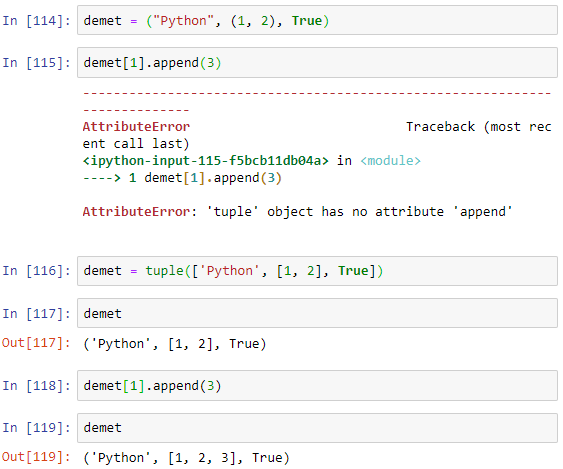 In [114]: demet = ("Python", (1, 2), True)
In [115]: demet[1].append(3)
------------------------------------------------------------
--------------
AttributeError                            Traceback (most rec
ent call last)
<ipython-input-115-f5bcb11db04a> in <module>
----> 1 demet[1].append(3)
AttributeError: 'tuple' object has no attribute 'append'
In [116]: demet = tuple(['Python', [1, 2], True])
In [117]: demet
Out[117]: ('Python', [1, 2], True)
In [118]: demet[1].append(3)
In [119]: demet
Out[119]: ('Python', [1, 2, 3], True)